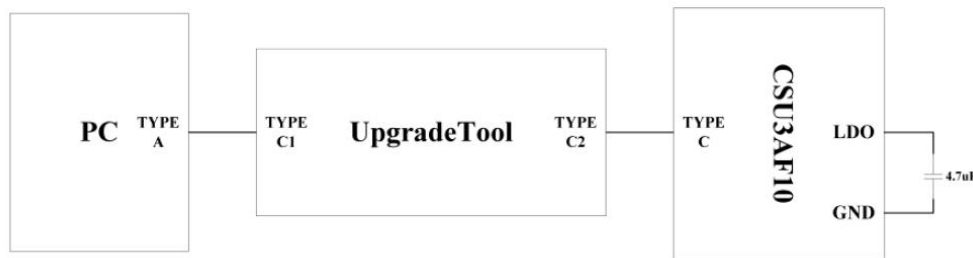 PC
TYPE
A
TYPE
C1
UpgradeTool
TYPE
C2
TYPE
C
CSU3AF10
LDO
GND
4.7uF